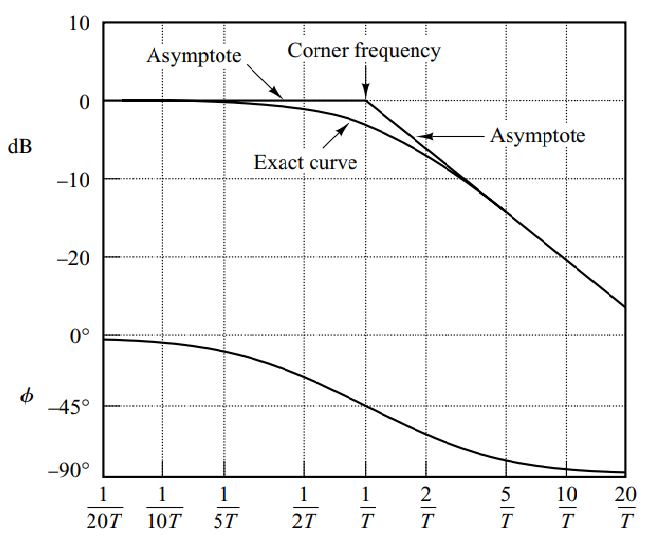 10
Asymptote
Corner frequency
0
dB
Asymptote
Exact curve
–10
–20
0°
ϕ
–45°
–90°
1/20T 1/10T 1/5T 1/2T 1/T 2/T 5/T 10/T 20/T